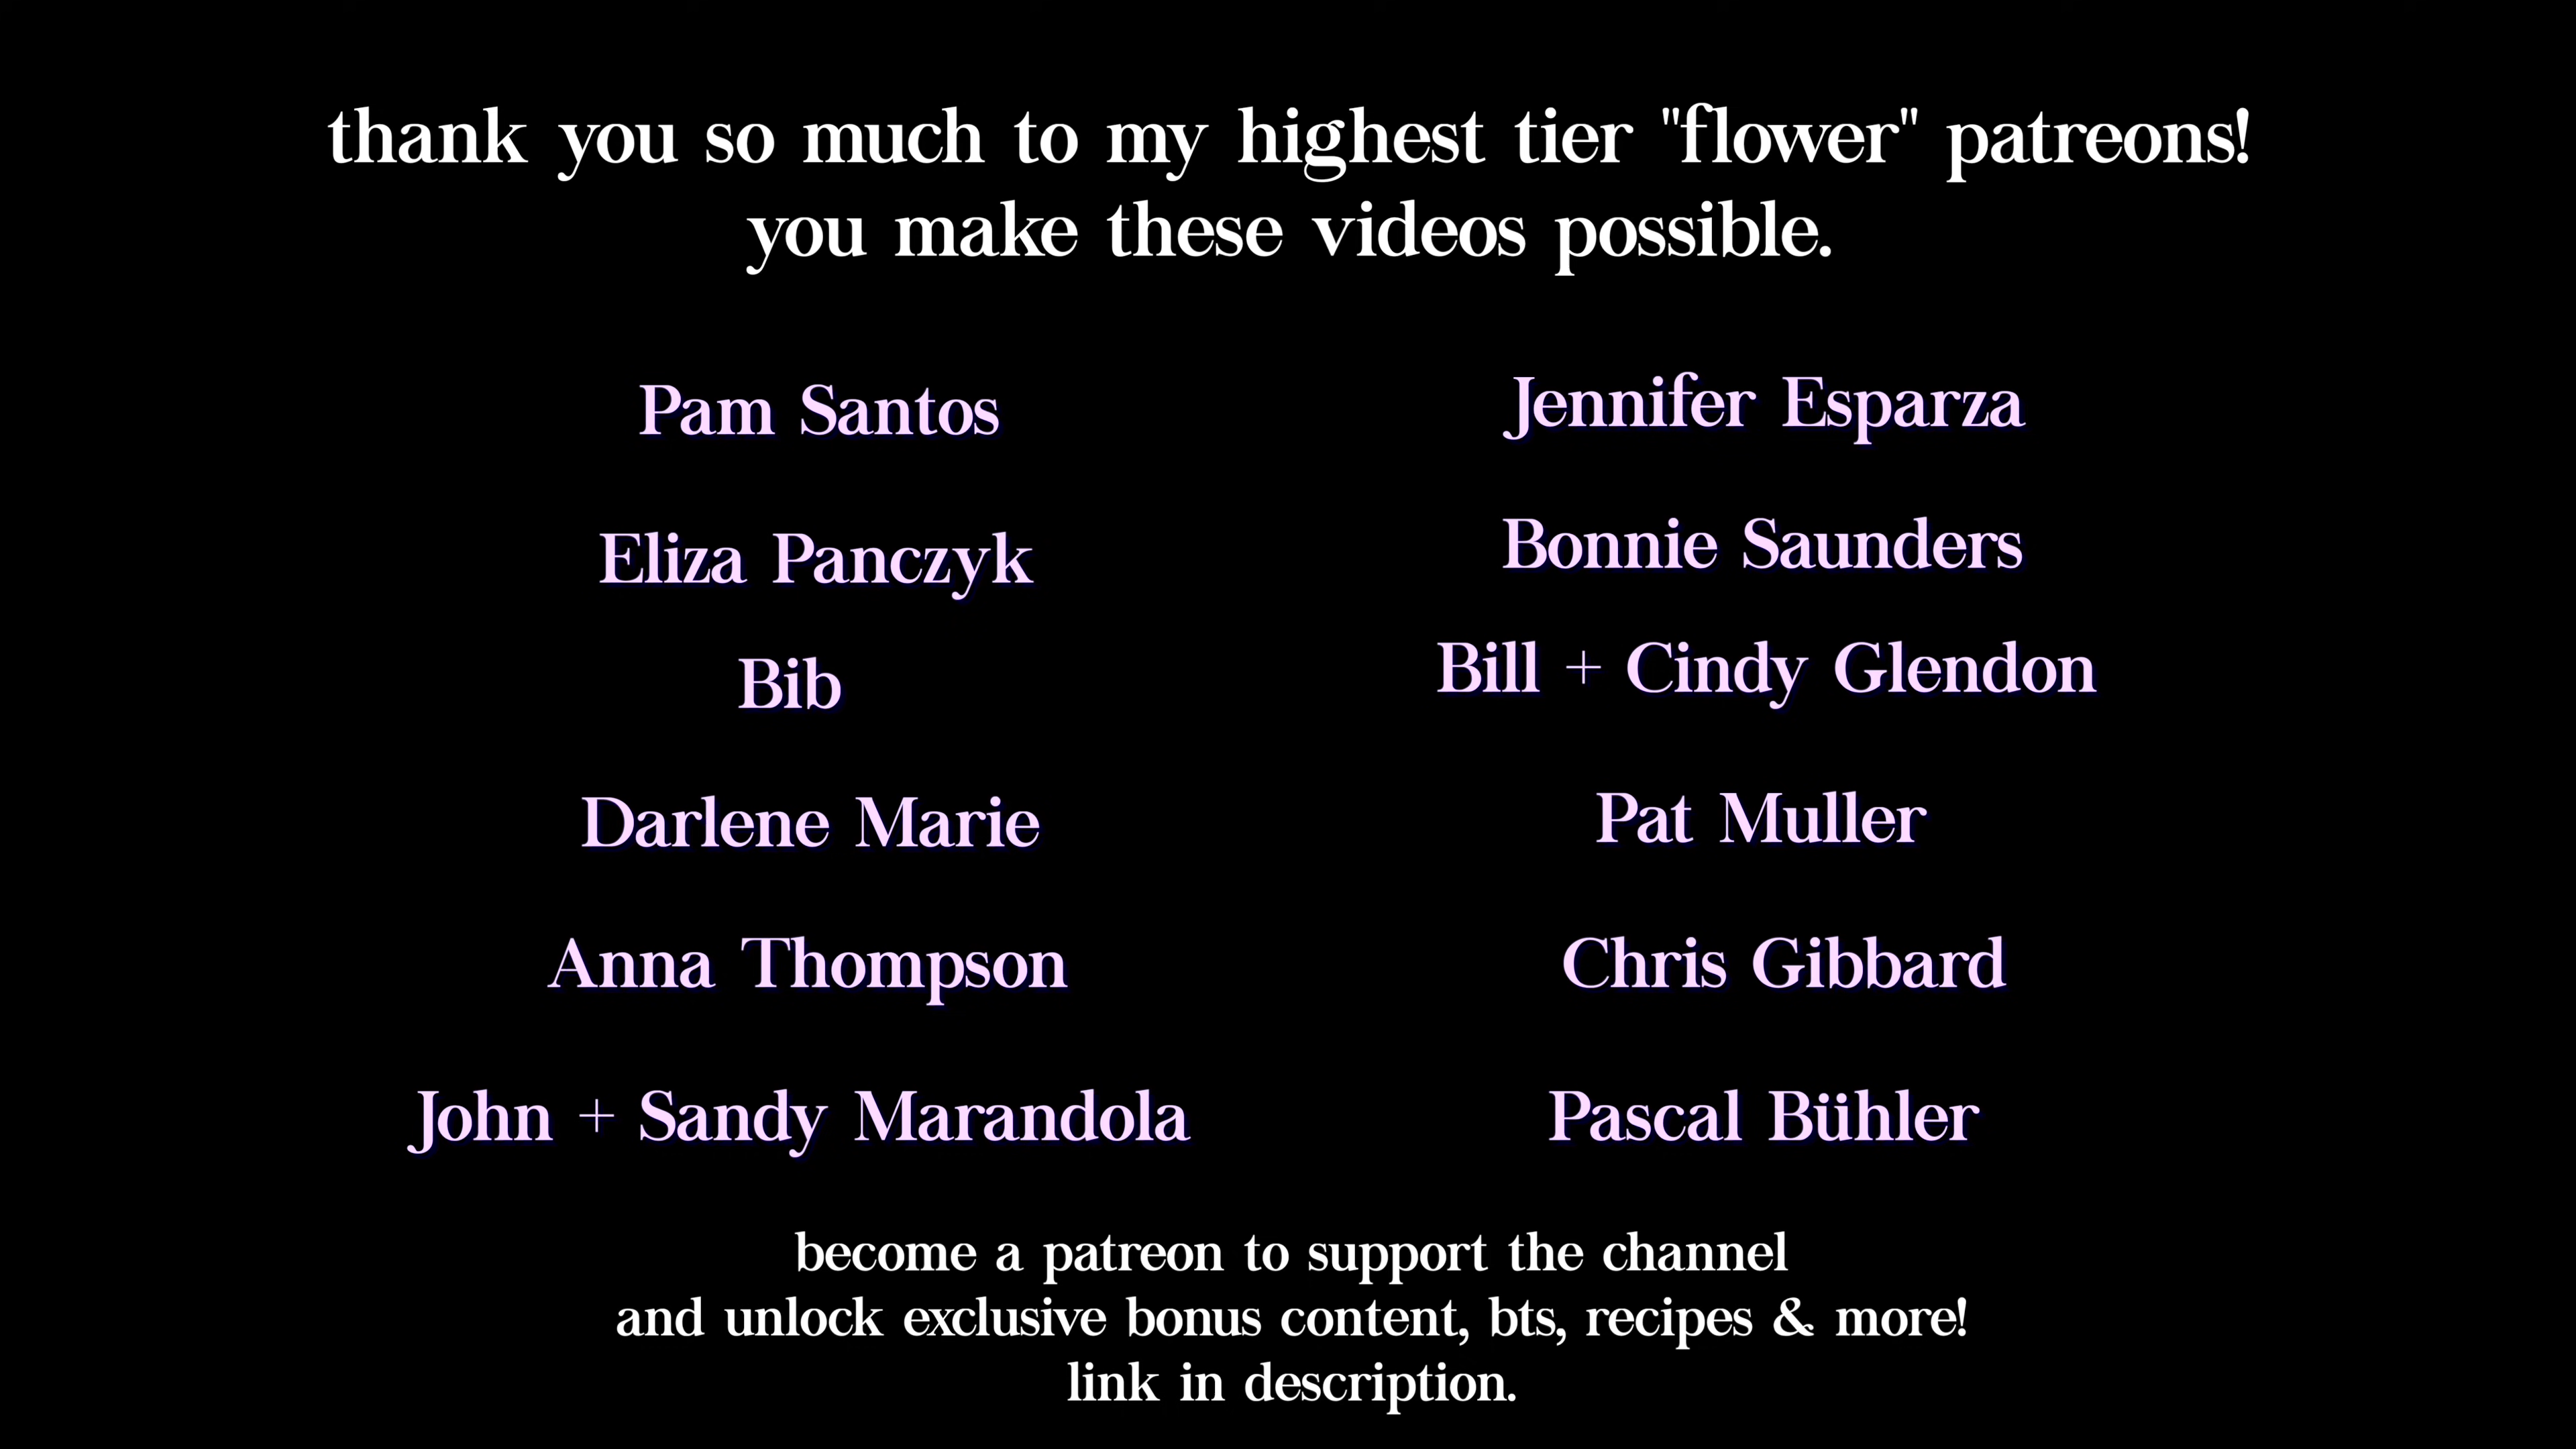 thank you so much to my highest tier "flower" patreons!
you make these videos possible.
Pam Santos
Jennifer Esparza
Eliza Panczyk
Bonnie Saunders
Bib
Bill + Cindy Glendon
Darlene Marie
Pat Muller
Anna Thompson
Chris Gibbard
John + Sandy Marandola
Pascal Bühler
become a patreon to support the channel
and unlock exclusive bonus content, bts, recipes & more!
link in description.